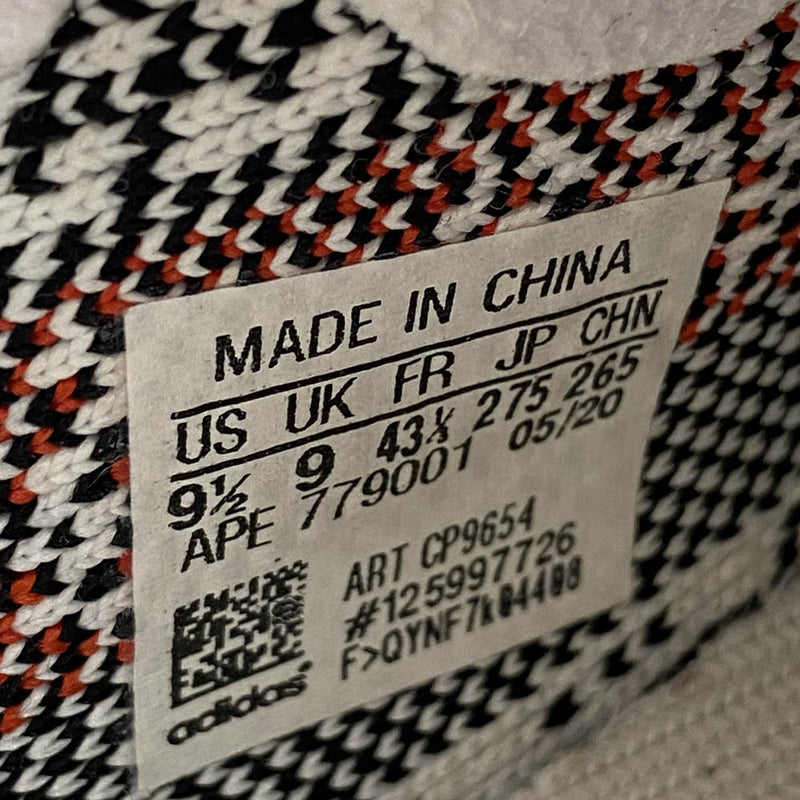 MADE IN CHINA
US UK FR JP CHN
9½ 9 43⅓ 275 265
APE 779001 05/20
ART CP9654
#125997726
F>QYNF7k04408
adidas